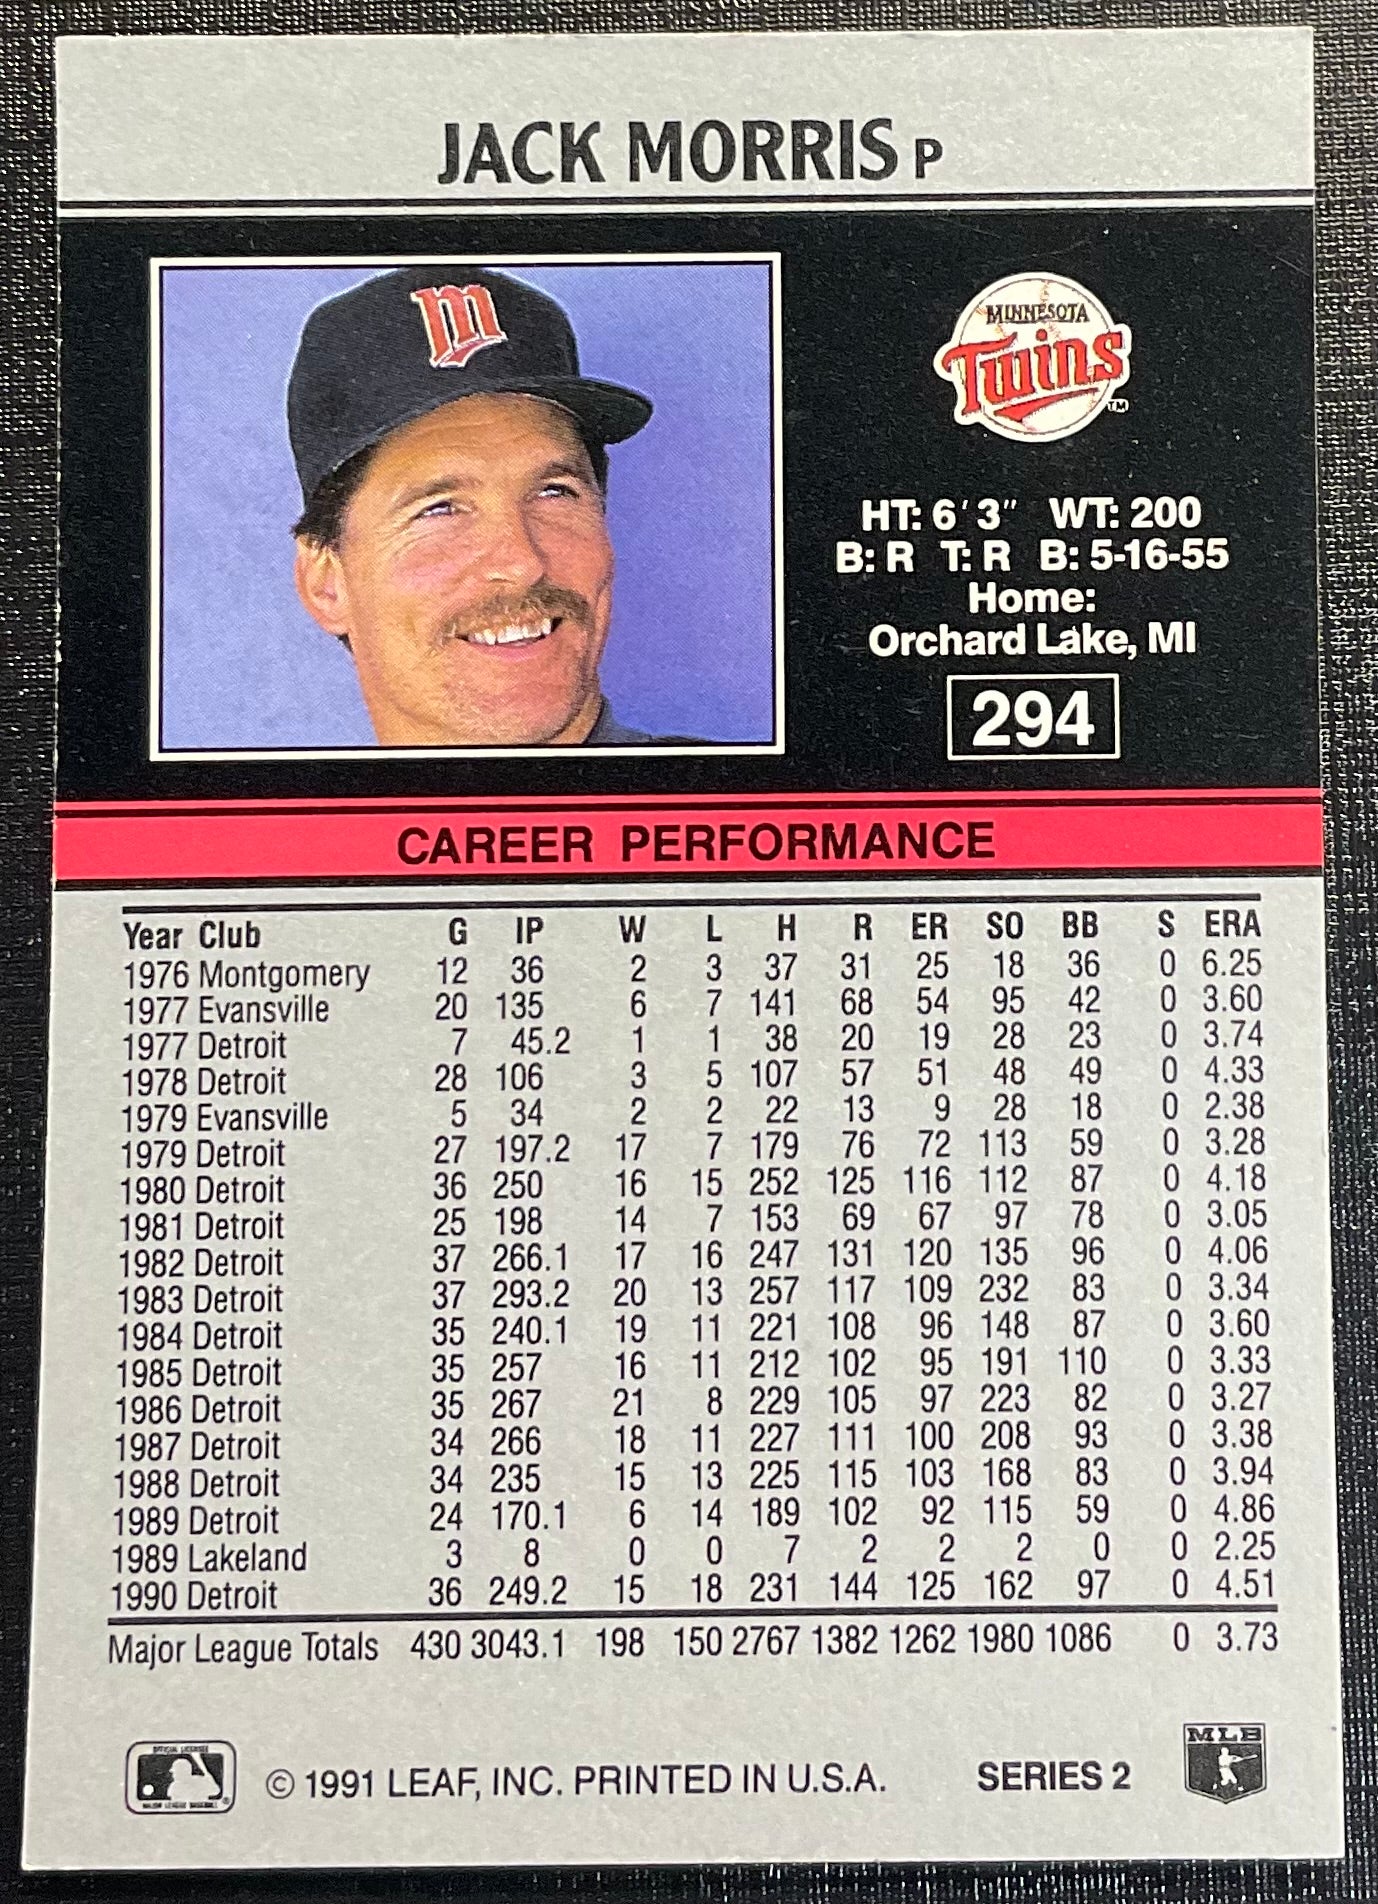 JACK MORRIS P
m
MINNESOTA
Twins
TM
HT: 6' 3" WT: 200
B: R T: R B: 5-16-55
Home:
Orchard Lake, MI
294
CAREER PERFORMANCE
Year Club G IP W L H R ER SO BB S ERA
1976 Montgomery 12 36 2 3 37 31 25 18 36 0 6.25
1977 Evansville 20 135 6 7 141 68 54 95 42 0 3.60
1977 Detroit 7 45.2 1 1 38 20 19 28 23 0 3.74
1978 Detroit 28 106 3 5 107 57 51 48 49 0 4.33
1979 Evansville 5 34 2 2 22 13 9 28 18 0 2.38
1979 Detroit 27 197.2 17 7 179 76 72 113 59 0 3.28
1980 Detroit 36 250 16 15 252 125 116 112 87 0 4.18
1981 Detroit 25 198 14 7 153 69 67 97 78 0 3.05
1982 Detroit 37 266.1 17 16 247 131 120 135 96 0 4.06
1983 Detroit 37 293.2 20 13 257 117 109 232 83 0 3.34
1984 Detroit 35 240.1 19 11 221 108 96 148 87 0 3.60
1985 Detroit 35 257 16 11 212 102 95 191 110 0 3.33
1986 Detroit 35 267 21 8 229 105 97 223 82 0 3.27
1987 Detroit 34 266 18 11 227 111 100 208 93 0 3.38
1988 Detroit 34 235 15 13 225 115 103 168 83 0 3.94
1989 Detroit 24 170.1 6 14 189 102 92 115 59 0 4.86
1989 Lakeland 3 8 0 0 7 2 2 2 0 0 2.25
1990 Detroit 36 249.2 15 18 231 144 125 162 97 0 4.51
Major League Totals 430 3043.1 198 150 2767 1382 1262 1980 1086 0 3.73
© 1991 LEAF, INC. PRINTED IN U.S.A. SERIES 2
MLB